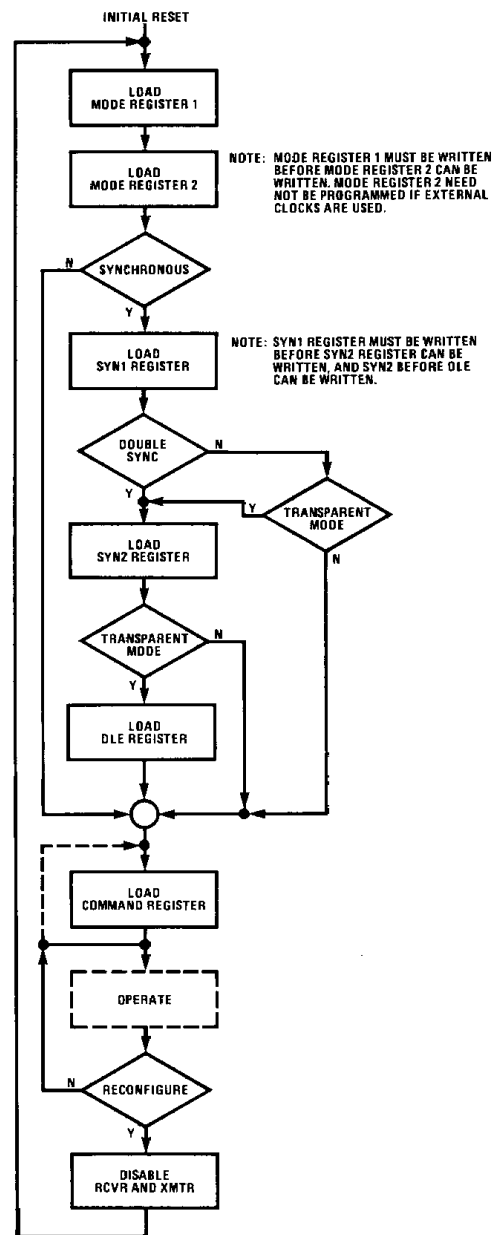 INITIAL RESET
LOAD
MODE REGISTER 1
LOAD
MODE REGISTER 2
NOTE: MODE REGISTER 1 MUST BE WRITTEN
BEFORE MODE REGISTER 2 CAN BE
WRITTEN. MODE REGISTER 2 NEED
NOT BE PROGRAMMED IF EXTERNAL
CLOCKS ARE USED.
N
SYNCHRONOUS
Y
LOAD
SYN1 REGISTER
NOTE: SYN1 REGISTER MUST BE WRITTEN
BEFORE SYN2 REGISTER CAN BE
WRITTEN, AND SYN2 BEFORE DLE
CAN BE WRITTEN.
DOUBLE
SYNC
N
Y
Y
TRANSPARENT
MODE
N
LOAD
SYN2 REGISTER
TRANSPARENT
MODE
N
Y
LOAD
DLE REGISTER
LOAD
COMMAND REGISTER
OPERATE
N
RECONFIGURE
Y
DISABLE
RCVR AND XMTR